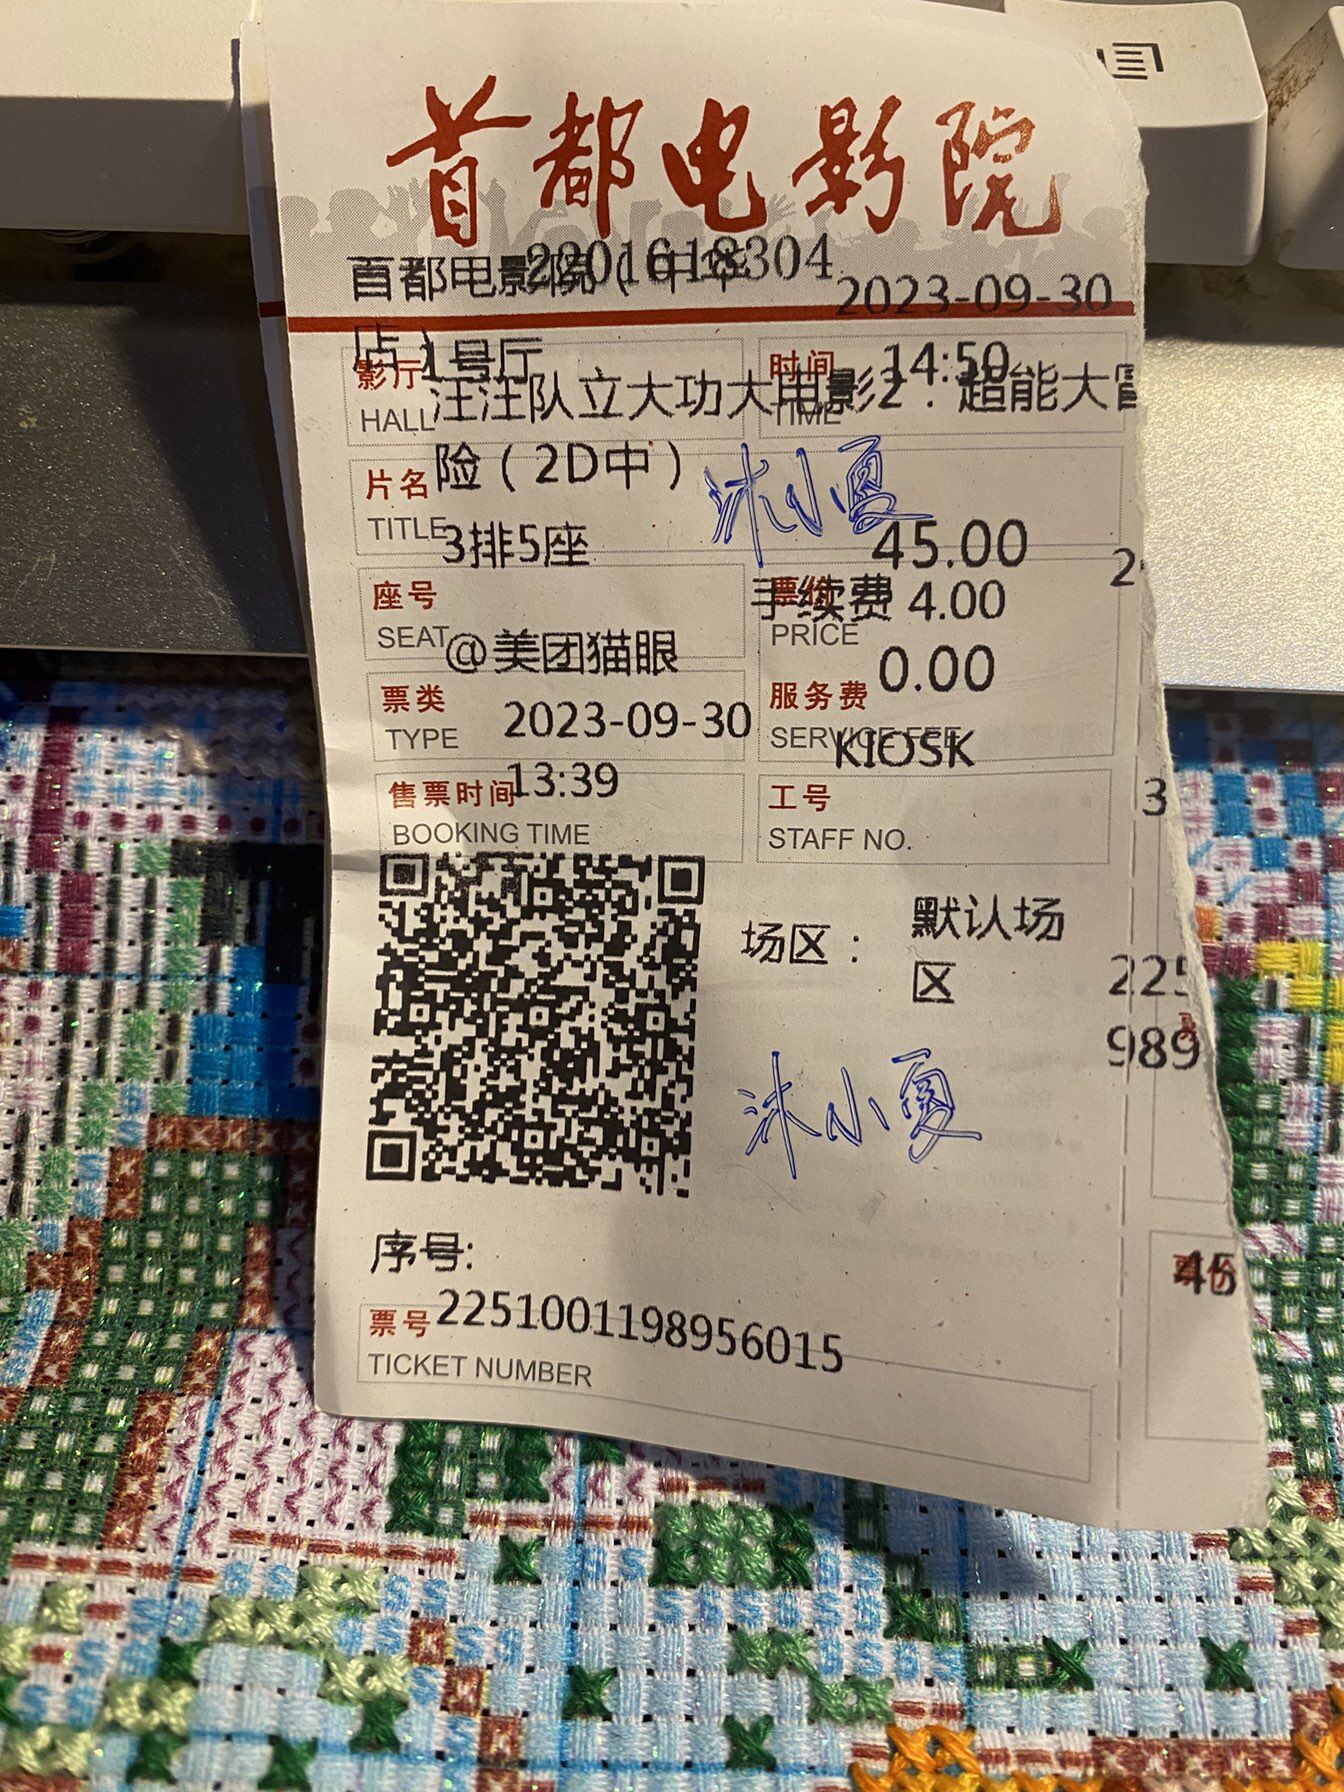 首都电影院
首都电影院(中华
2201618304
2023-09-30
店)
1号厅
影厅
HALL
时间 14:50
TIME
汪汪队立大功大电影2:超能大冒
险(2D中)
片名
TITLE
沐小夏
3排5座
45.00
座号
SEAT
票价
PRICE
手续费 4.00
@美团猫眼
票类
TYPE
服务费 0.00
SERVICE FEE
2023-09-30
13:39
售票时间
BOOKING TIME
KIOSK
工号
STAFF NO.
场区: 默认场
区
沐小夏
序号:
票号 2251001198956015
TICKET NUMBER
2
3
225
989
45